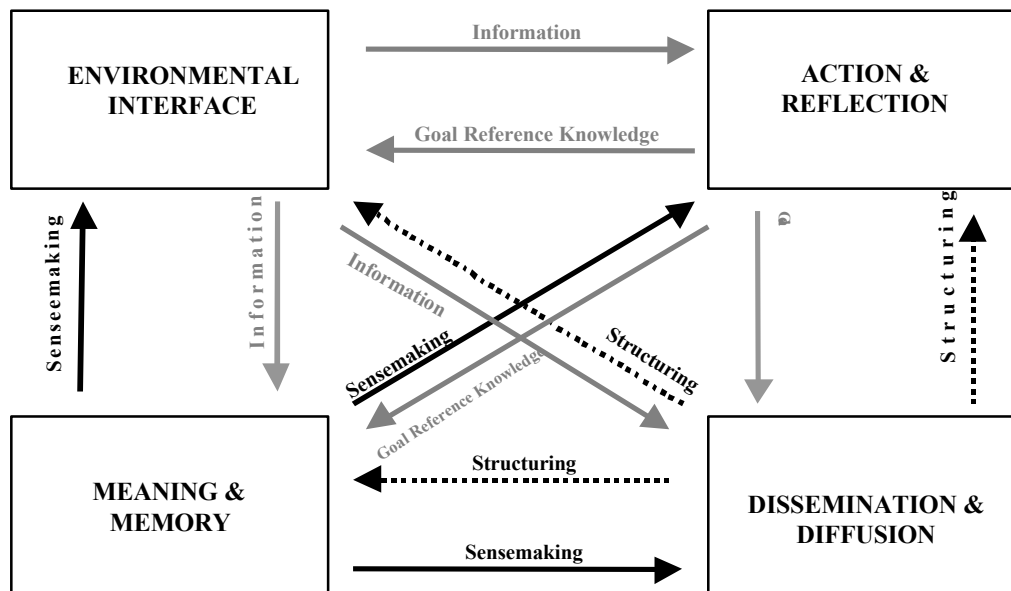 Information
ENVIRONMENTAL
INTERFACE
ACTION &
REFLECTION
Goal Reference Knowledge
Senseemaking
Information
Information
Structuring
Sensemaking
Structuring
Goal Reference Knowledge
Structuring
MEANING &
MEMORY
DISSEMINATION &
DIFFUSION
Sensemaking